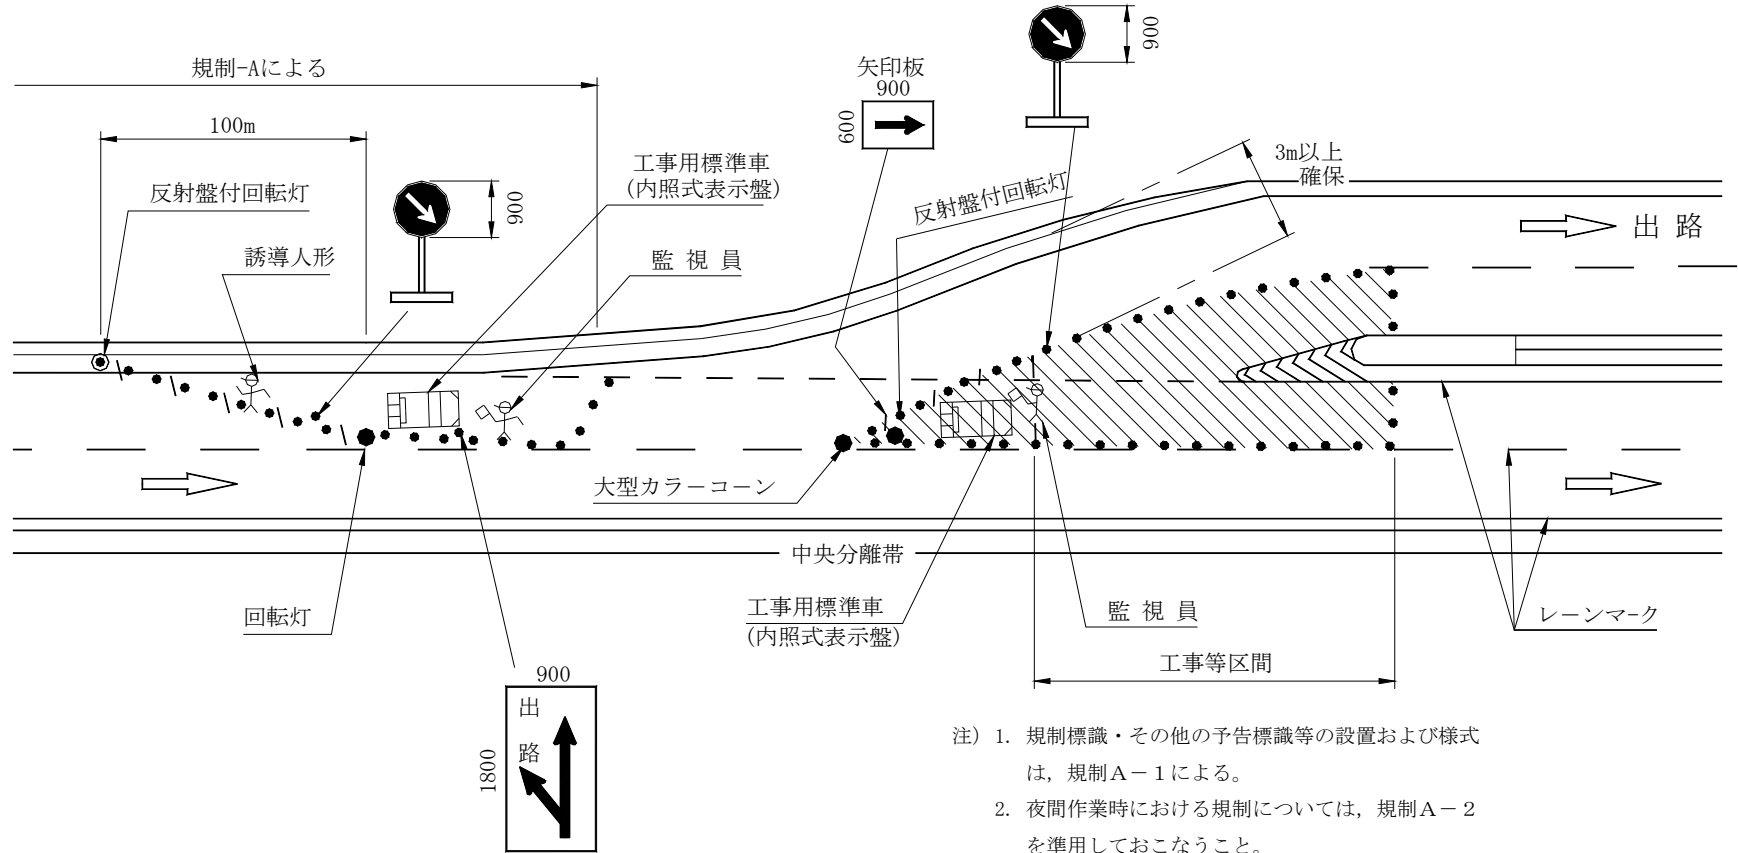 規制-Aによる
100m
反射盤付回転灯
誘導人形
900
工事用標準車
(内照式表示盤)
監 視 員
矢印板
900
600
900
反射盤付回転灯
3m以上
確保
出 路
大型カラーコーン
中央分離帯
回転灯
工事用標準車
(内照式表示盤)
監 視 員
レーンマーク
工事等区間
900
1800
出
路
注) 1. 規制標識・その他の予告標識等の設置および様式
は，規制A－1による。
2. 夜間作業時における規制については，規制A－2
を準用しておこなうこと。